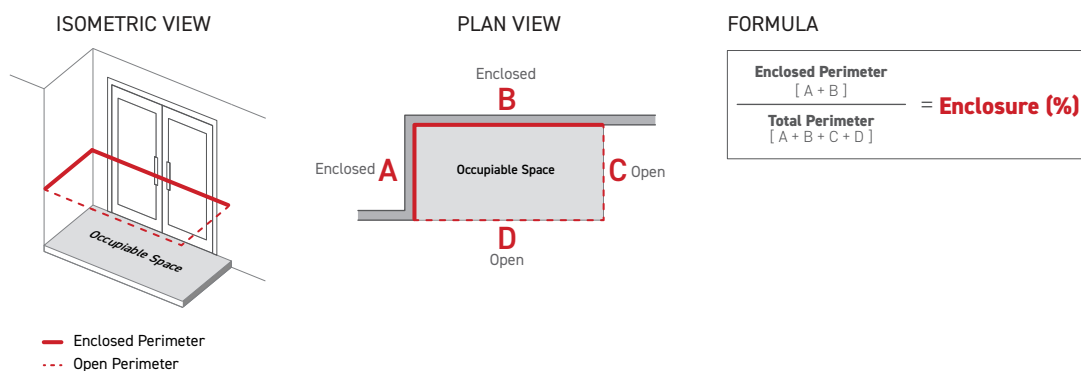 ISOMETRIC VIEW
Occupiable Space
Enclosed Perimeter
Open Perimeter
PLAN VIEW
Enclosed
B
Enclosed A
Occupiable Space
C Open
D
Open
FORMULA
Enclosed Perimeter
[ A + B ]
Total Perimeter
[ A + B + C + D ]
= Enclosure (%)